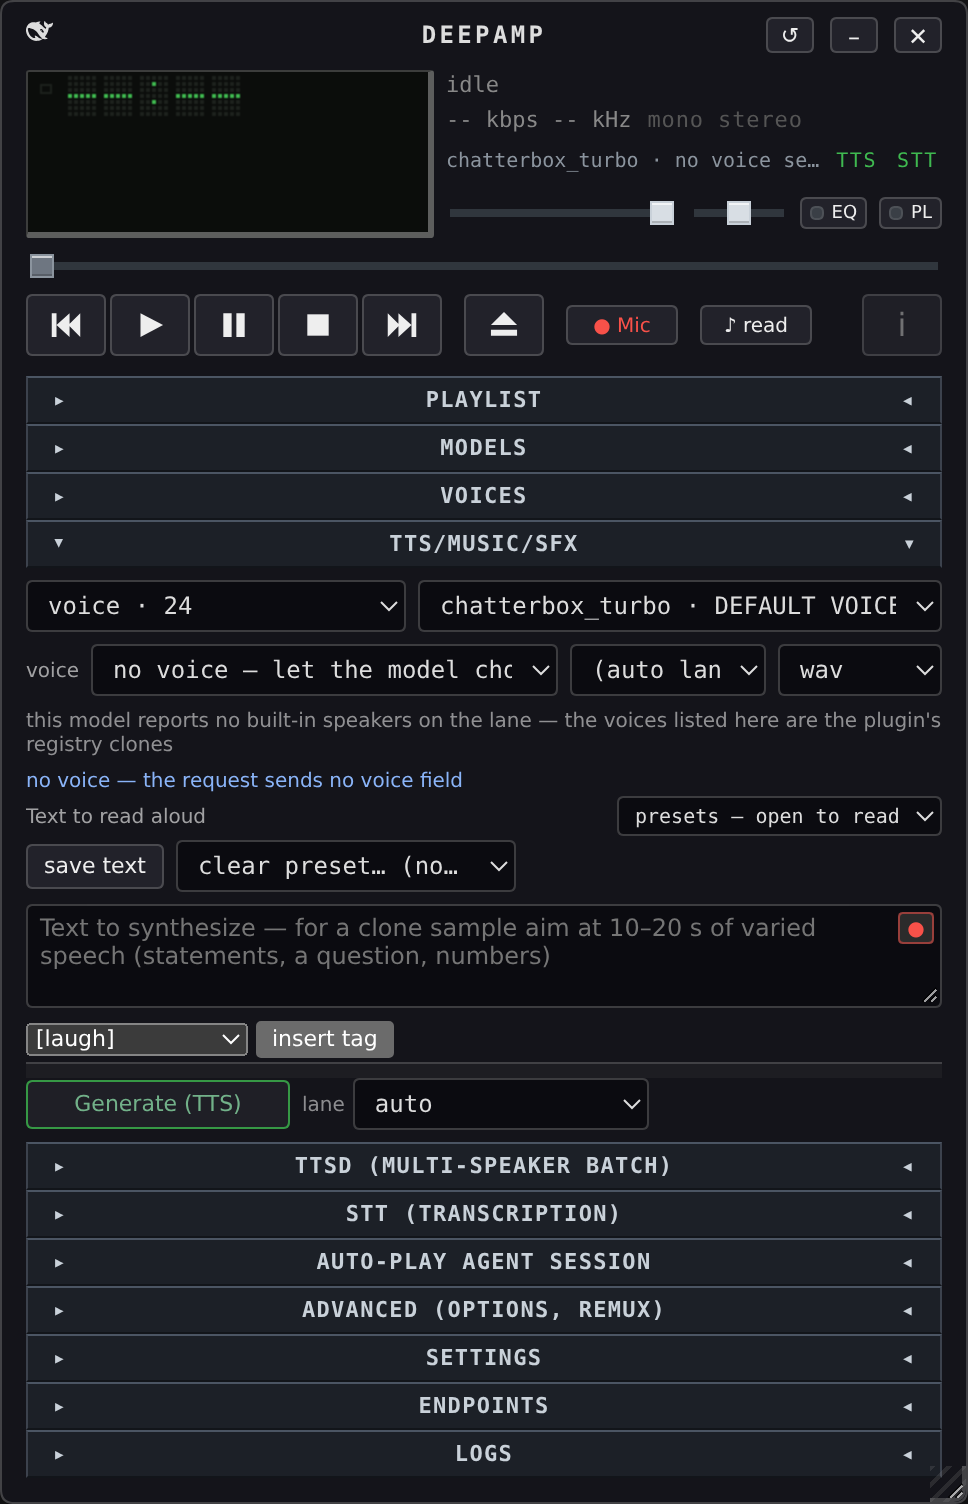 DEEPAMP
idle
-- kbps -- kHz mono stereo
chatterbox_turbo · no voice se… TTS STT
EQ PL
Mic ♪ read i
PLAYLIST
MODELS
VOICES
TTS/MUSIC/SFX
voice · 24 chatterbox_turbo · DEFAULT VOICE
voice no voice — let the model cho (auto lan wav
this model reports no built-in speakers on the lane — the voices listed here are the plugin's
registry clones
no voice — the request sends no voice field
Text to read aloud presets — open to read
save text clear preset… (no…
Text to synthesize — for a clone sample aim at 10–20 s of varied
speech (statements, a question, numbers)
[laugh] insert tag
Generate (TTS) lane auto
TTSD (MULTI-SPEAKER BATCH)
STT (TRANSCRIPTION)
AUTO-PLAY AGENT SESSION
ADVANCED (OPTIONS, REMUX)
SETTINGS
ENDPOINTS
LOGS